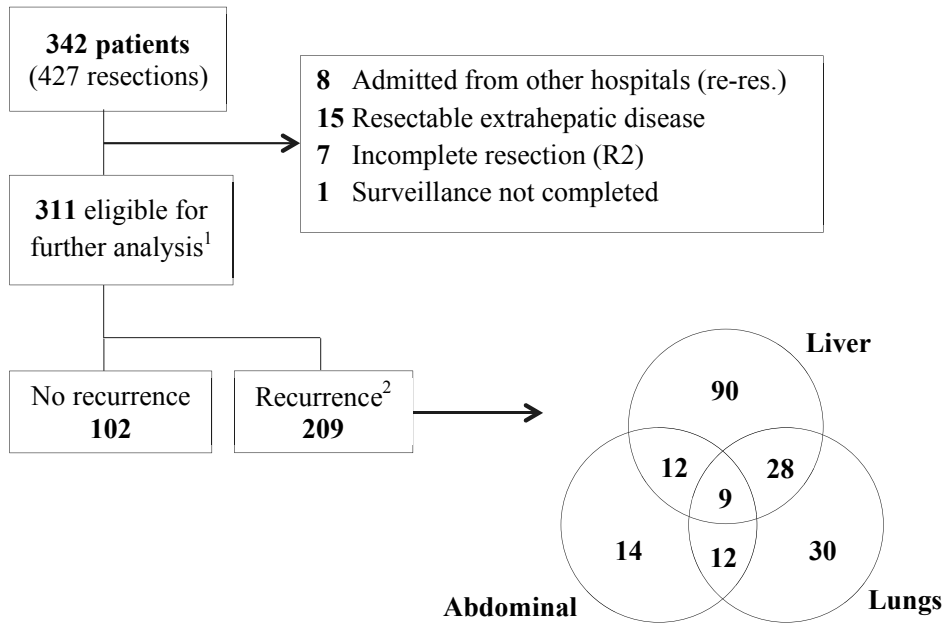 342 patients
(427 resections)
8 Admitted from other hospitals (re-res.)
15 Resectable extrahepatic disease
7 Incomplete resection (R2)
1 Surveillance not completed
311 eligible for
further analysis¹
No recurrence
102
Recurrence²
209
Liver
90
12
28
9
14
12
30
Abdominal
Lungs